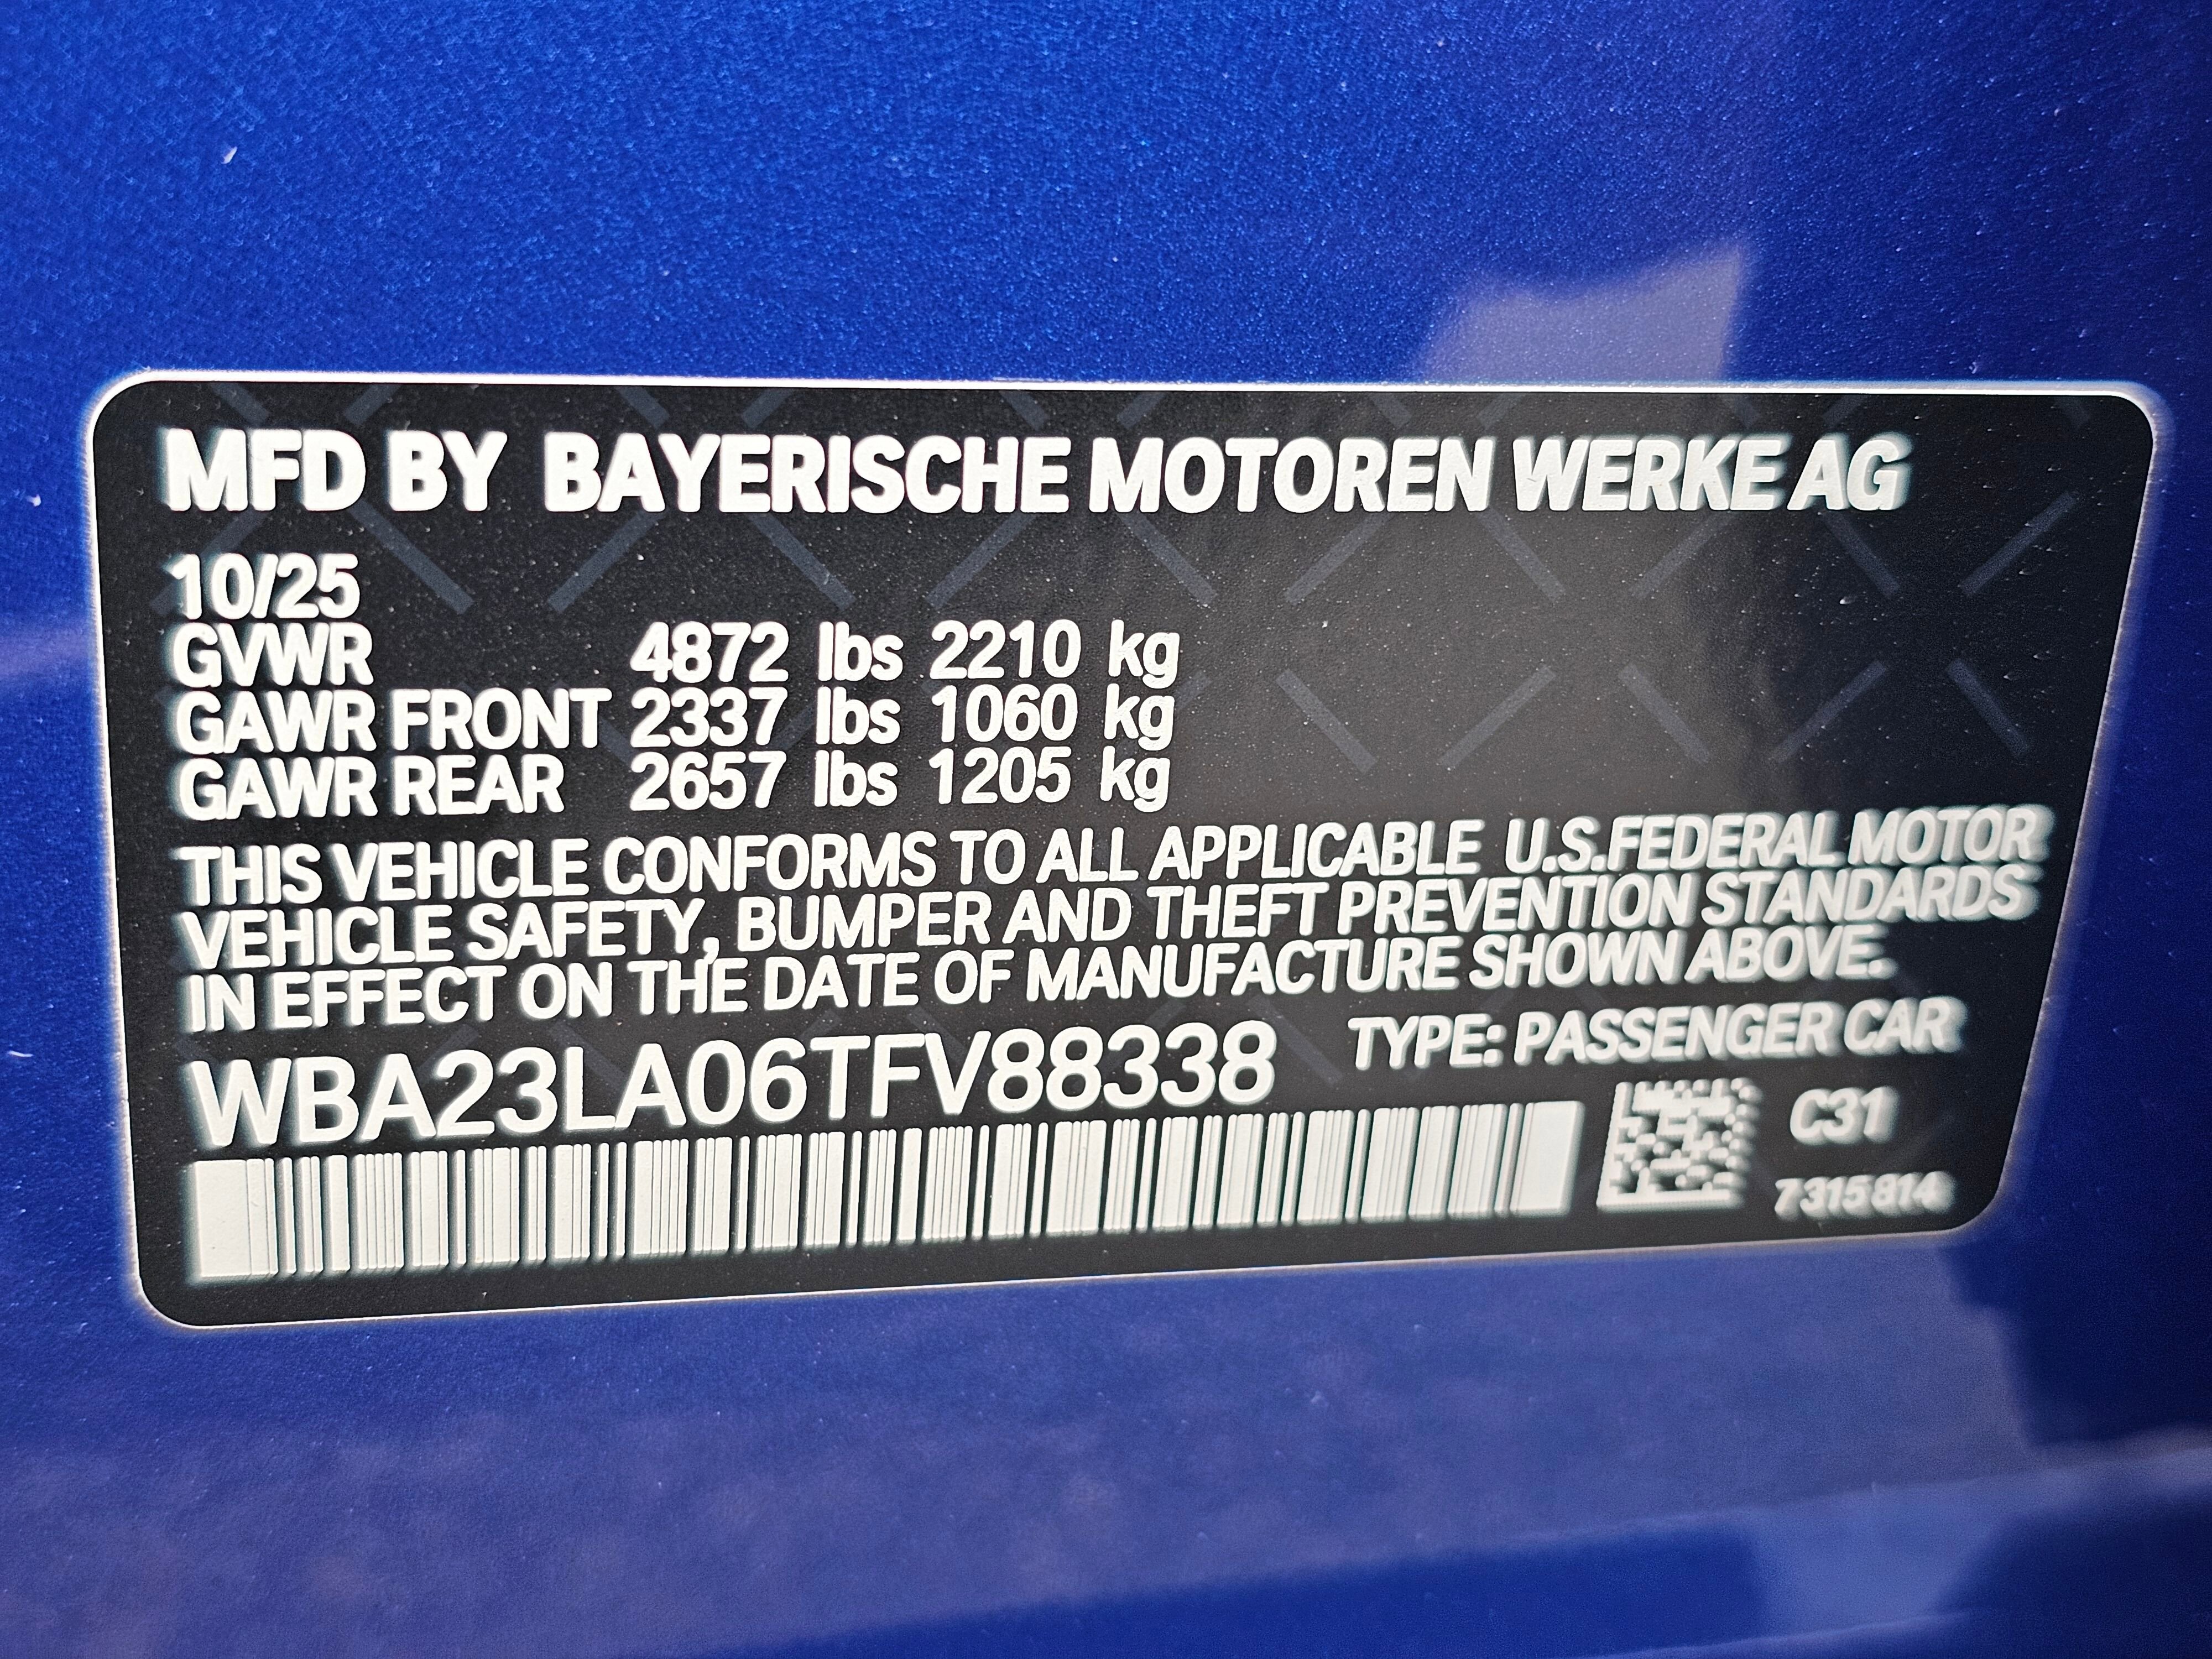 MFD BY BAYERISCHE MOTOREN WERKE AG
10/25
GVWR 4872 lbs 2210 kg
GAWR FRONT 2337 lbs 1060 kg
GAWR REAR 2657 lbs 1205 kg
THIS VEHICLE CONFORMS TO ALL APPLICABLE U.S.FEDERAL MOTOR
VEHICLE SAFETY, BUMPER AND THEFT PREVENTION STANDARDS
IN EFFECT ON THE DATE OF MANUFACTURE SHOWN ABOVE.
WBA23LA06TFV88338 TYPE: PASSENGER CAR
C31
7315814